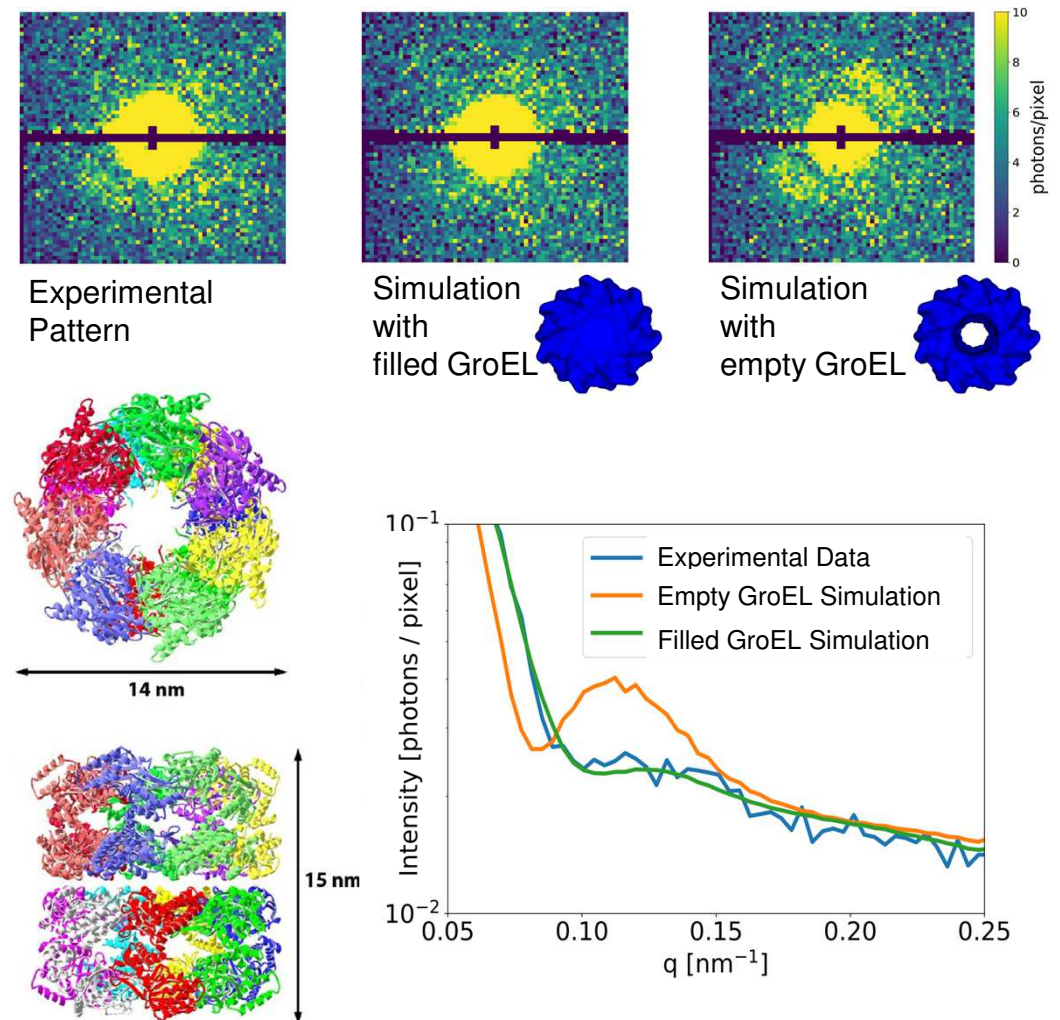 10
8
6
4
2
0
photons/pixel
Experimental
Pattern
Simulation
with
filled GroEL
Simulation
with
empty GroEL
14 nm
15 nm
Experimental Data
Empty GroEL Simulation
Filled GroEL Simulation
10⁻¹
10⁻²
Intensity [photons / pixel]
0.05 0.10 0.15 0.20 0.25
q [nm⁻¹]